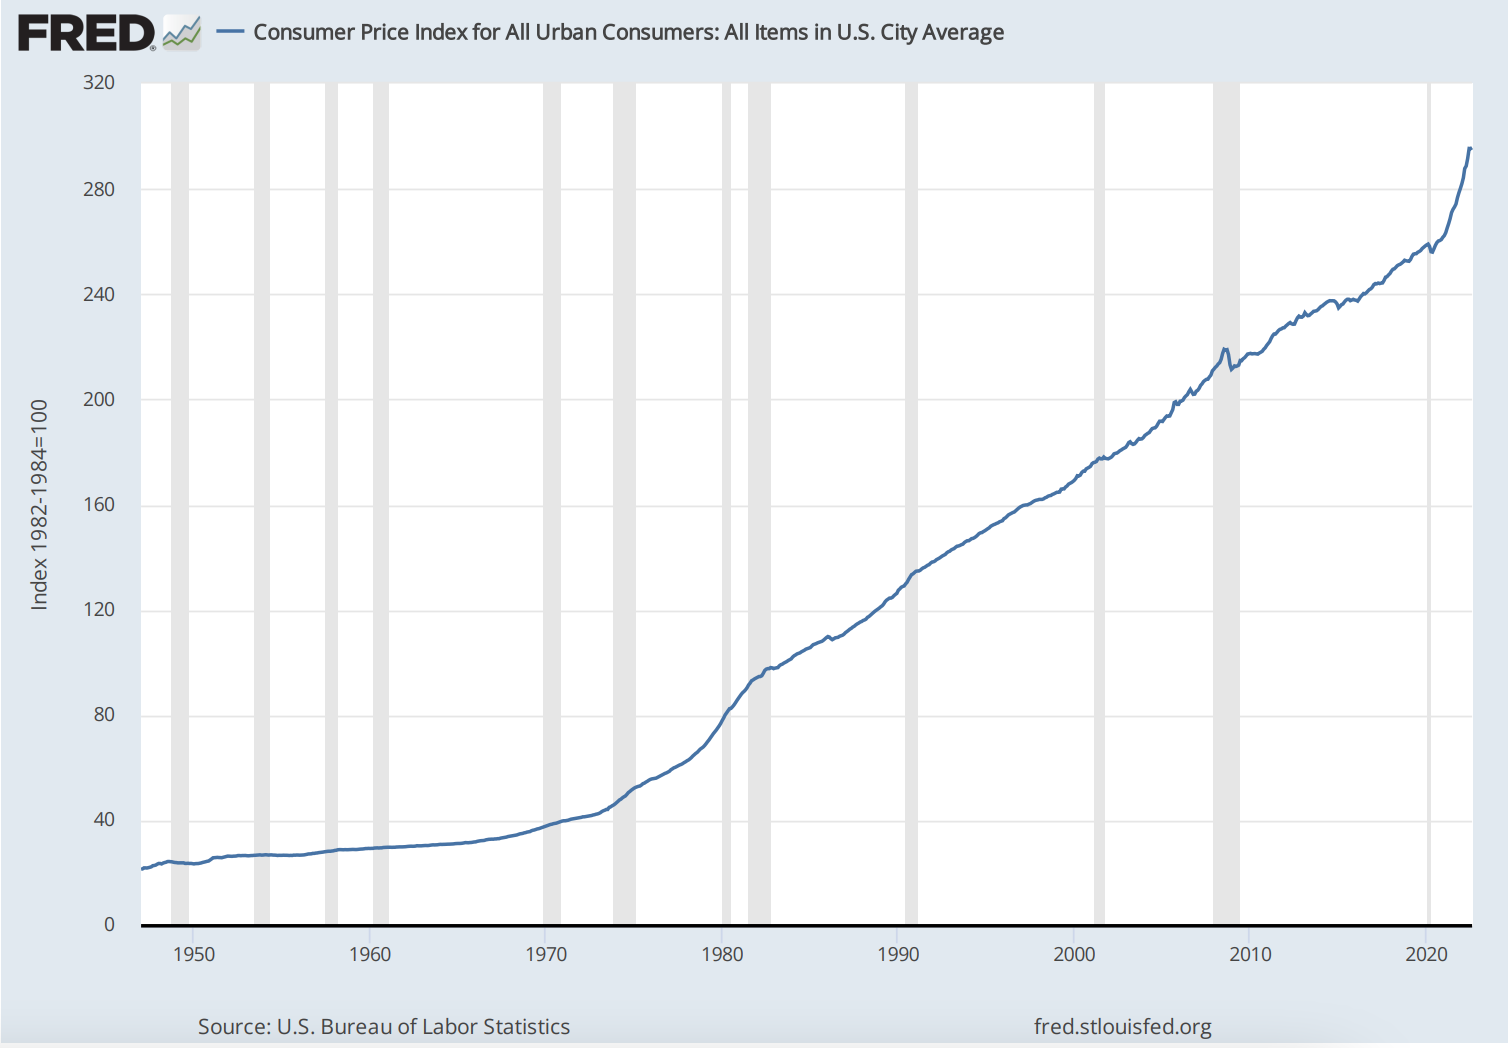 FRED
Consumer Price Index for All Urban Consumers: All Items in U.S. City Average
320
280
240
200
160
120
80
40
0
Index 1982-1984=100
1950 1960 1970 1980 1990 2000 2010 2020
Source: U.S. Bureau of Labor Statistics
fred.stlouisfed.org